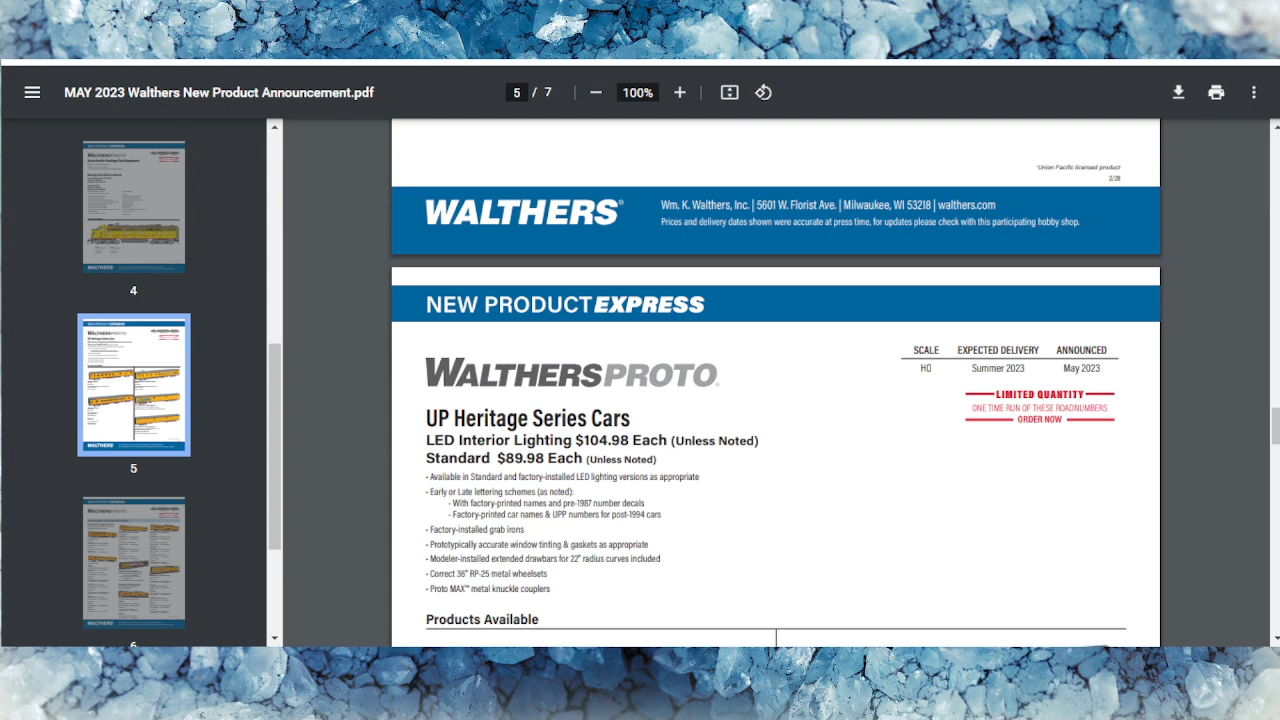 MAY 2023 Walthers New Product Announcement.pdf
5 / 7
100%
4
5
6
*Union Pacific licensed product
2/28
WALTHERS®
Wm. K. Walthers, Inc. | 5601 W. Florist Ave. | Milwaukee, WI 53218 | walthers.com
Prices and delivery dates shown were accurate at press time, for updates please check with this participating hobby shop.
NEW PRODUCT EXPRESS
WALTHERSPROTO®
SCALE EXPECTED DELIVERY ANNOUNCED
HO Summer 2023 May 2023
LIMITED QUANTITY
ONE TIME RUN OF THESE ROADNUMBERS
ORDER NOW
UP Heritage Series Cars
LED Interior Lighting $104.98 Each (Unless Noted)
Standard $89.98 Each (Unless Noted)
• Available in Standard and factory-installed LED lighting versions as appropriate
• Early or Late lettering schemes (as noted):
- With factory-printed names and pre-1987 number decals
- Factory-printed car names & UPP numbers for post-1994 cars
• Factory-installed grab irons
• Prototypically accurate window tinting & gaskets as appropriate
• Modeler-installed extended drawbars for 22" radius curves included
• Correct 36" RP-25 metal wheelsets
• Proto MAX™ metal knuckle couplers
Products Available